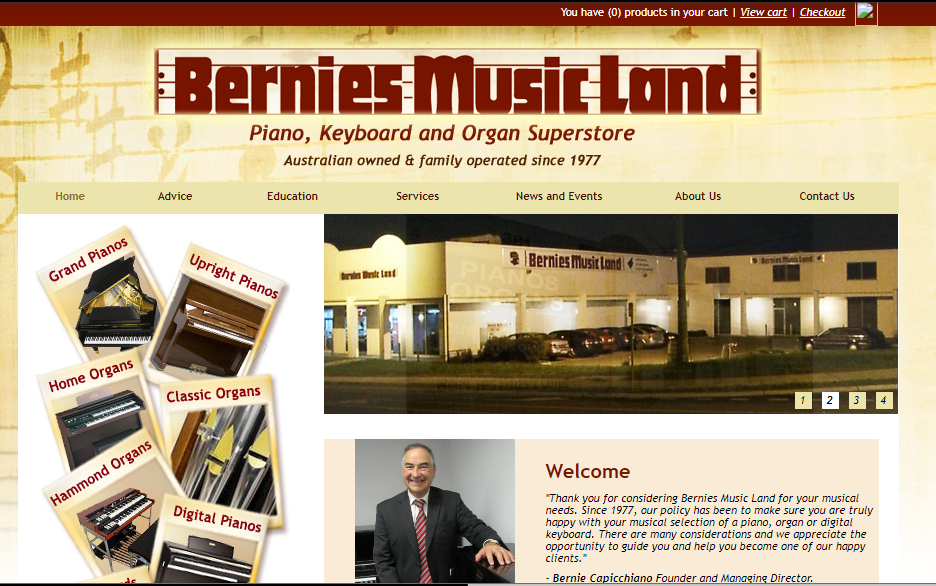 You have (0) products in your cart | View cart | Checkout
Bernies Music Land
Piano, Keyboard and Organ Superstore
Australian owned & family operated since 1977
Home Advice Education Services News and Events About Us Contact Us
Grand Pianos
Upright Pianos
Home Organs
Classic Organs
Hammond Organs
Digital Pianos
Bernies Music Land
Bernies Music Land
Bernies Music Land
PIANOS
1 2 3 4
Welcome
"Thank you for considering Bernies Music Land for your musical
needs. Since 1977, our policy has been to make sure you are truly
happy with your musical selection of a piano, organ or digital
keyboard. There are many considerations and we appreciate the
opportunity to guide you and help you become one of our happy
clients."
- Bernie Capicchiano Founder and Managing Director.